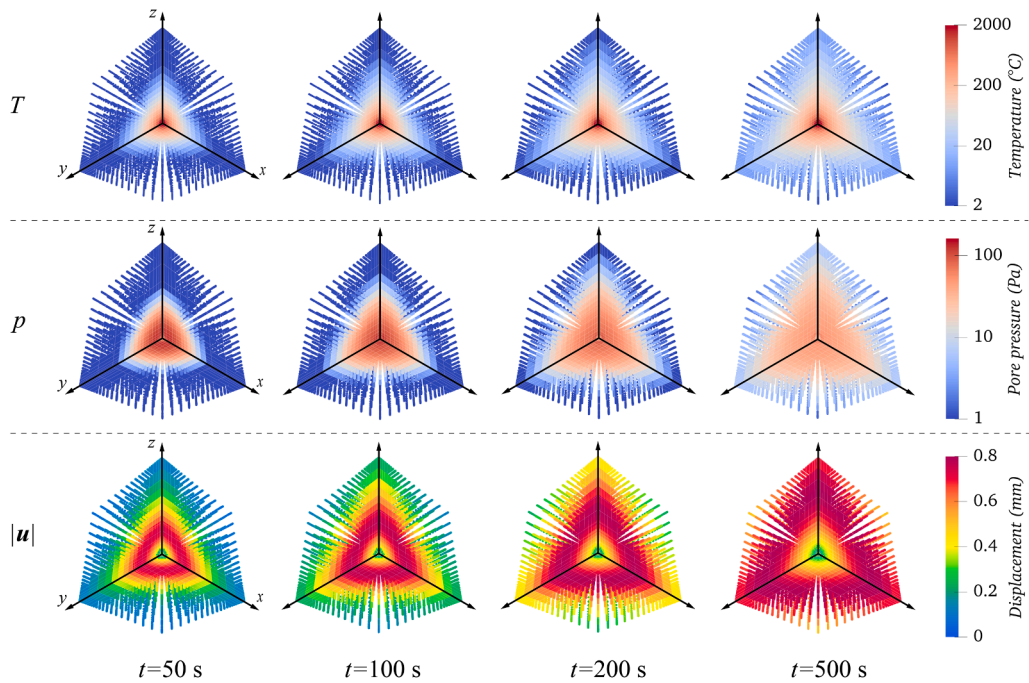 z
T
y
x
2000
200
20
2
Temperature (°C)
z
p
y
x
100
10
1
Pore pressure (Pa)
z
|u|
y
x
0.8
0.6
0.4
0.2
0
Displacement (mm)
t=50 s
t=100 s
t=200 s
t=500 s